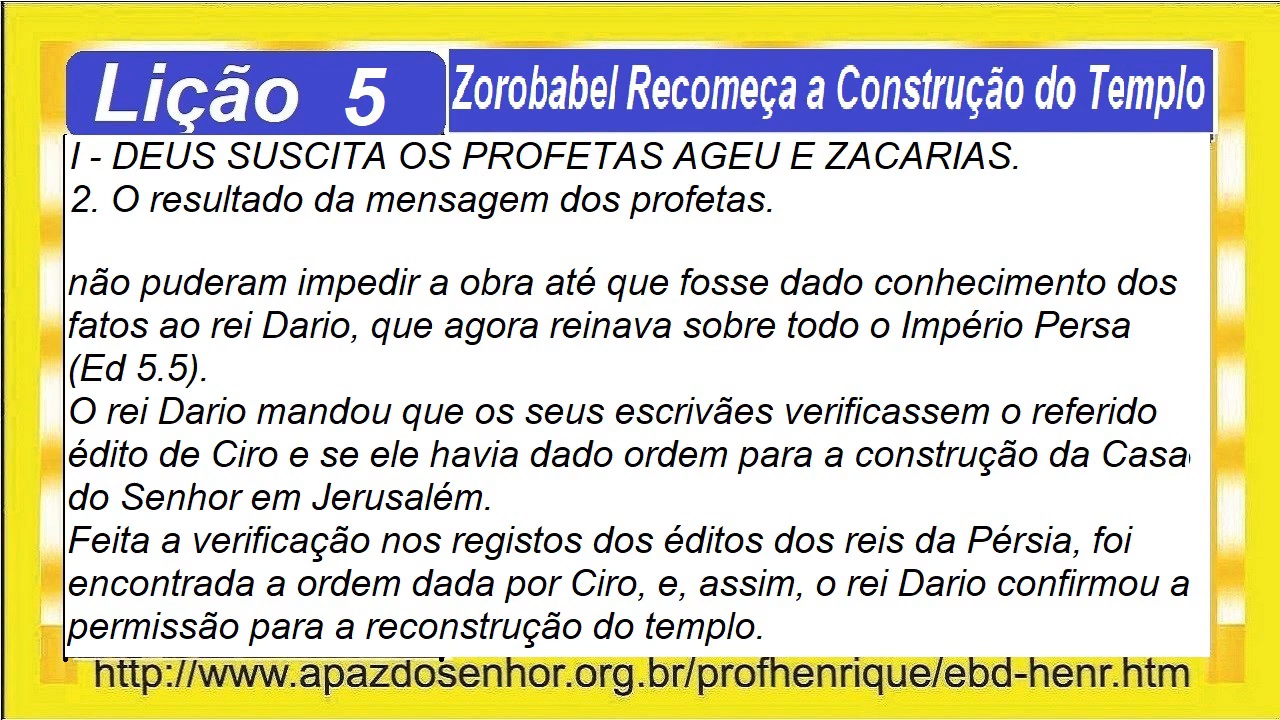 Lição 5 Zorobabel Recomeça a Construção do Templo
I - DEUS SUSCITA OS PROFETAS AGEU E ZACARIAS.
2. O resultado da mensagem dos profetas.
não puderam impedir a obra até que fosse dado conhecimento dos
fatos ao rei Dario, que agora reinava sobre todo o Império Persa
(Ed 5.5).
O rei Dario mandou que os seus escrivães verificassem o referido
édito de Ciro e se ele havia dado ordem para a construção da Casa
do Senhor em Jerusalém.
Feita a verificação nos registos dos éditos dos reis da Pérsia, foi
encontrada a ordem dada por Ciro, e, assim, o rei Dario confirmou a
permissão para a reconstrução do templo.
http://www.apazdosenhor.org.br/profhenrique/ebd-henr.htm